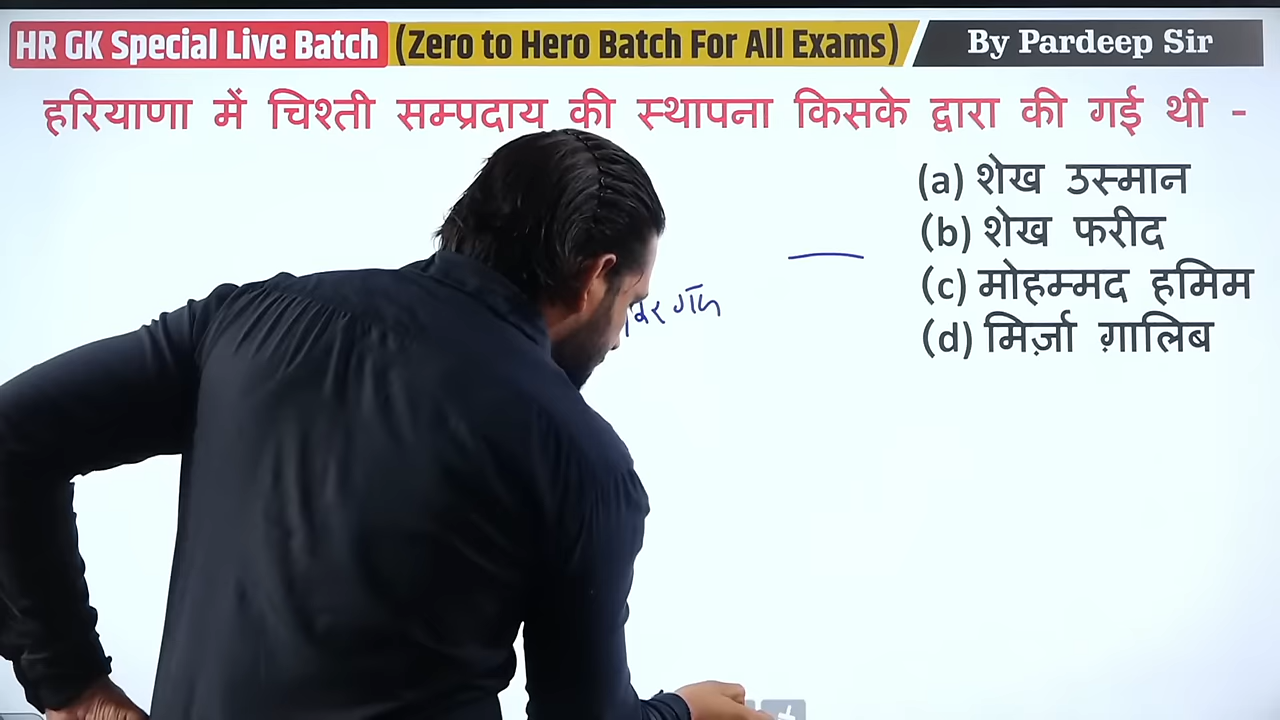 HR GK Special Live Batch (Zero to Hero Batch For All Exams) By Pardeep Sir
हरियाणा में चिश्ती सम्प्रदाय की स्थापना किसके द्वारा की गई थी -
(a) शेख उस्मान
(b) शेख फरीद
(c) मोहम्मद हमिम
(d) मिर्ज़ा ग़ालिब